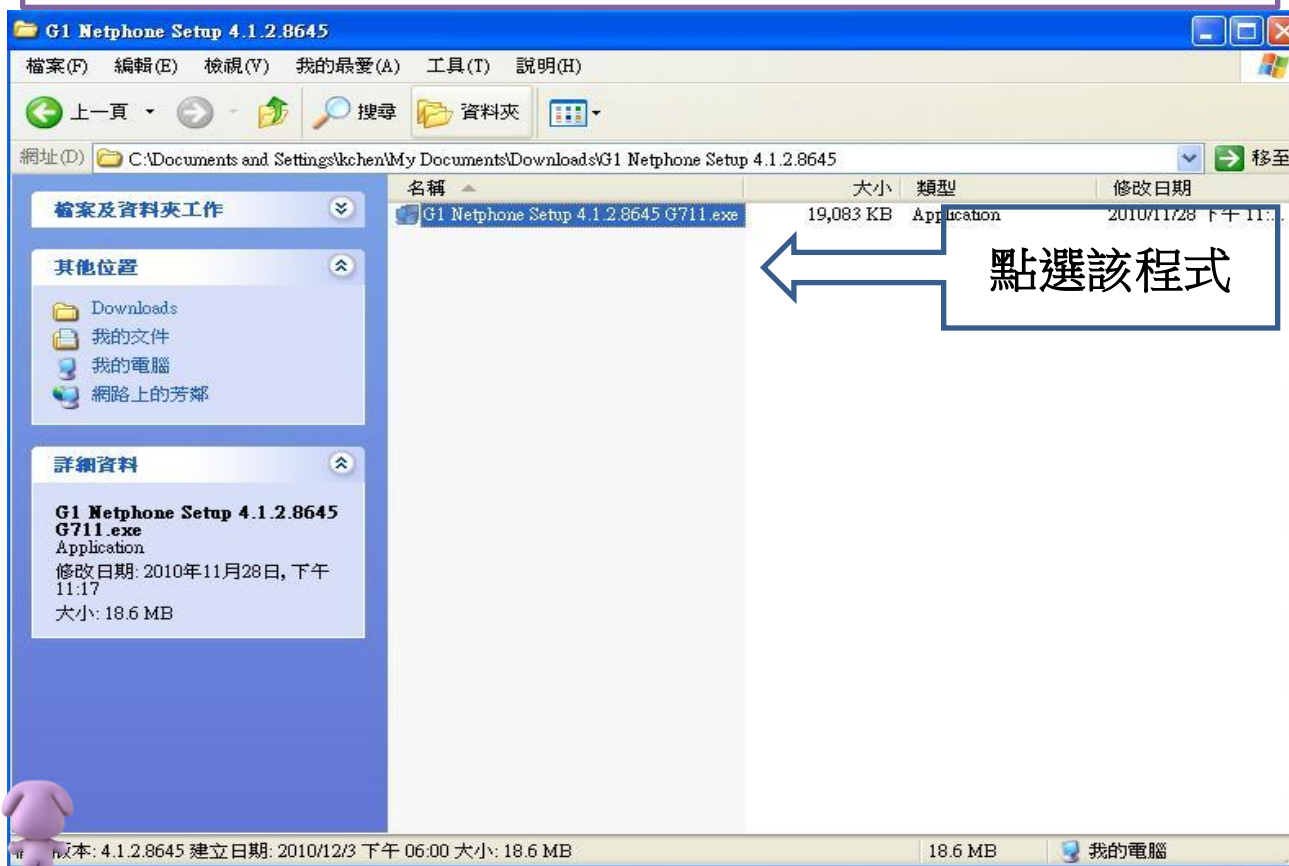 G1 Netphone Setup 4.1.2.8645
檔案(F) 編輯(E) 檢視(V) 我的最愛(A) 工具(T) 說明(H)
上一頁 搜尋 資料夾
網址(D) C:\Documents and Settings\kchen\My Documents\Downloads\G1 Netphone Setup 4.1.2.8645 移至
名稱 大小 類型 修改日期
G1 Netphone Setup 4.1.2.8645 G711.exe 19,083 KB Application 2010/11/28 下午 11:...
點選該程式
檔案及資料夾工作
其他位置
Downloads
我的文件
我的電腦
網路上的芳鄰
詳細資料
G1 Netphone Setup 4.1.2.8645
G711.exe
Application
修改日期: 2010年11月28日, 下午
11:17
大小: 18.6 MB
版本: 4.1.2.8645 建立日期: 2010/12/3 下午 06:00 大小: 18.6 MB 18.6 MB 我的電腦